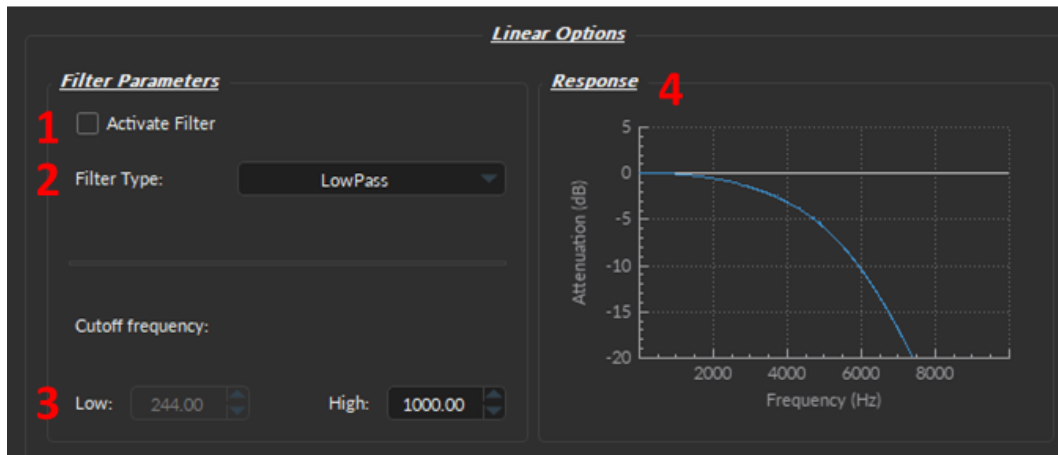 Linear Options
Filter Parameters
1 Activate Filter
2 Filter Type: LowPass
Cutoff frequency:
3 Low: 244.00 High: 1000.00
Response 4
5
0
-5
-10
-15
-20
Attenuation (dB)
2000 4000 6000 8000
Frequency (Hz)